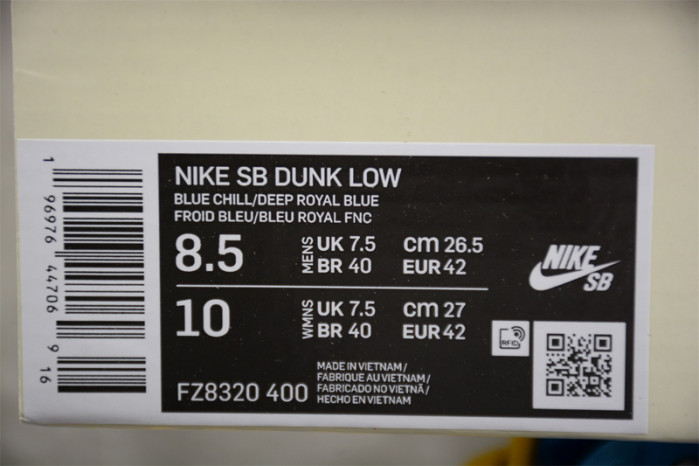 1 96976 44706 9 16
NIKE SB DUNK LOW
BLUE CHILL/DEEP ROYAL BLUE
FROID BLEU/BLEU ROYAL FNC
8.5 MENS UK 7.5 cm 26.5
BR 40 EUR 42
10 WMNS UK 7.5 cm 27
BR 40 EUR 42
NIKE
SB
RFID
FZ8320 400
MADE IN VIETNAM/
FABRIQUE AU VIETNAM/
FABRICADO NO VIETNÃ/
HECHO EN VIETNAM